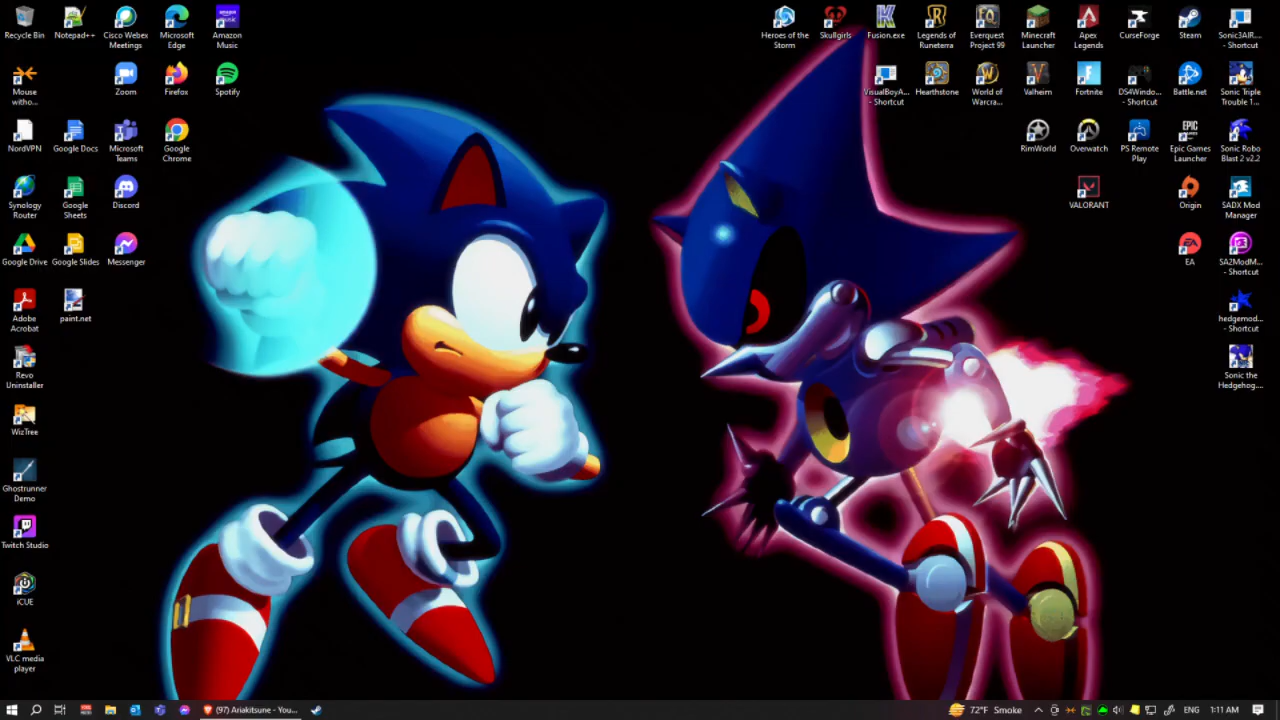 Recycle Bin
Notepad++
Cisco Webex
Meetings
Microsoft
Edge
Amazon
Music
Mouse
witho...
Zoom
Firefox
Spotify
NordVPN
Google Docs
Microsoft
Teams
Google
Chrome
Synology
Router
Google
Sheets
Discord
Google Drive
Google Slides
Messenger
Adobe
Acrobat
paint.net
Revo
Uninstaller
WizTree
Ghostrunner
Demo
Twitch Studio
iCUE
VLC media
player
Heroes of the
Storm
Skullgirls
Fusion.exe
Legends of
Runeterra
Everquest
Project 99
Minecraft
Launcher
Apex
Legends
CurseForge
Steam
Sonic3AIR....
- Shortcut
VisualBoyA...
- Shortcut
Hearthstone
World of
Warcra...
Valheim
Fortnite
DS4Windo...
- Shortcut
Battle.net
Sonic Triple
Trouble 1...
RimWorld
Overwatch
PS Remote
Play
Epic Games
Launcher
Sonic Robo
Blast 2 v2.2
VALORANT
Origin
SADX Mod
Manager
EA
SA2ModM...
- Shortcut
hedgemod...
- Shortcut
Sonic the
Hedgehog....
(97) Ariakitsune - You...
72°F Smoke
ENG
1:11 AM